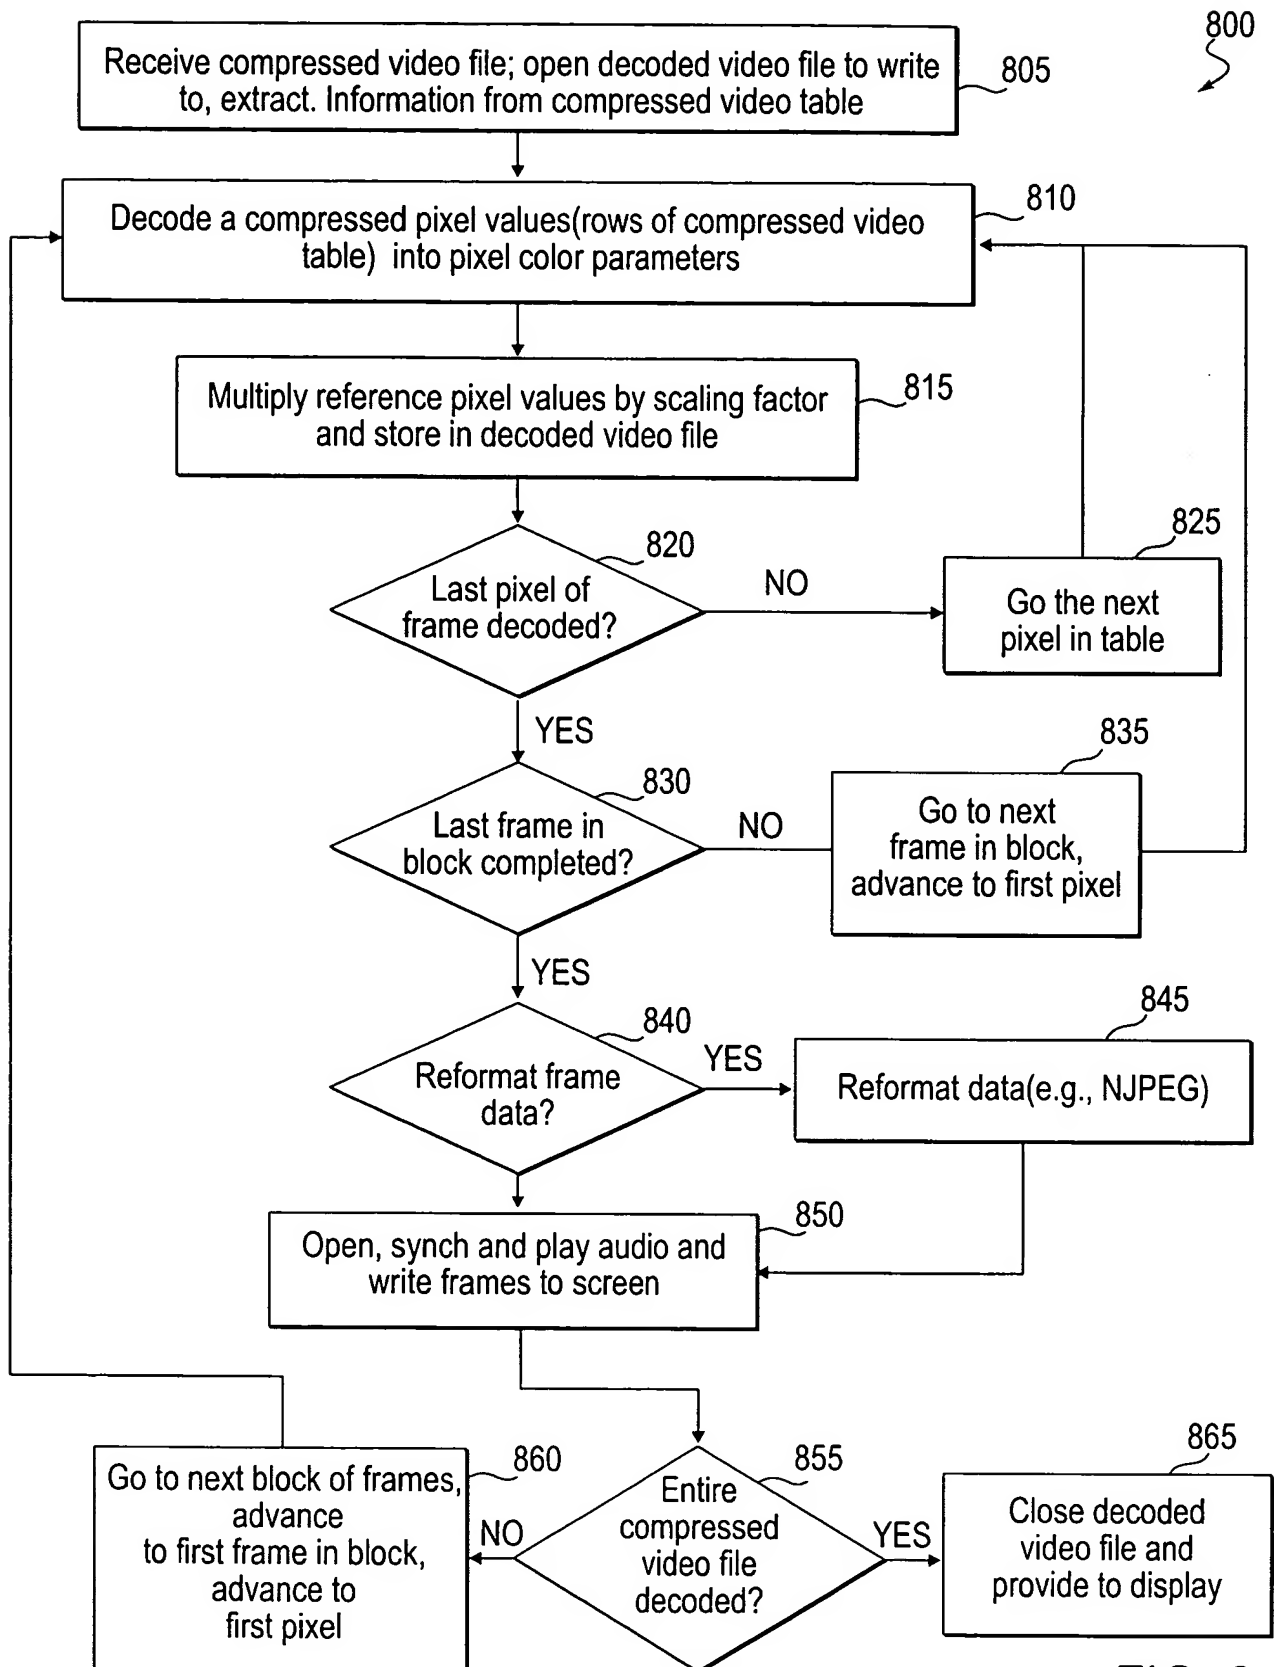 800
Receive compressed video file; open decoded video file to write
to, extract. Information from compressed video table
805
Decode a compressed pixel values(rows of compressed video
table) into pixel color parameters
810
Multiply reference pixel values by scaling factor
and store in decoded video file
815
Last pixel of
frame decoded?
820
NO
825
Go the next
pixel in table
YES
Last frame in
block completed?
830
NO
835
Go to next
frame in block,
advance to first pixel
YES
Reformat frame
data?
840
YES
845
Reformat data(e.g., NJPEG)
Open, synch and play audio and
write frames to screen
850
Go to next block of frames,
advance
to first frame in block,
advance to
first pixel
860
NO
Entire
compressed
video file
decoded?
855
YES
865
Close decoded
video file and
provide to display